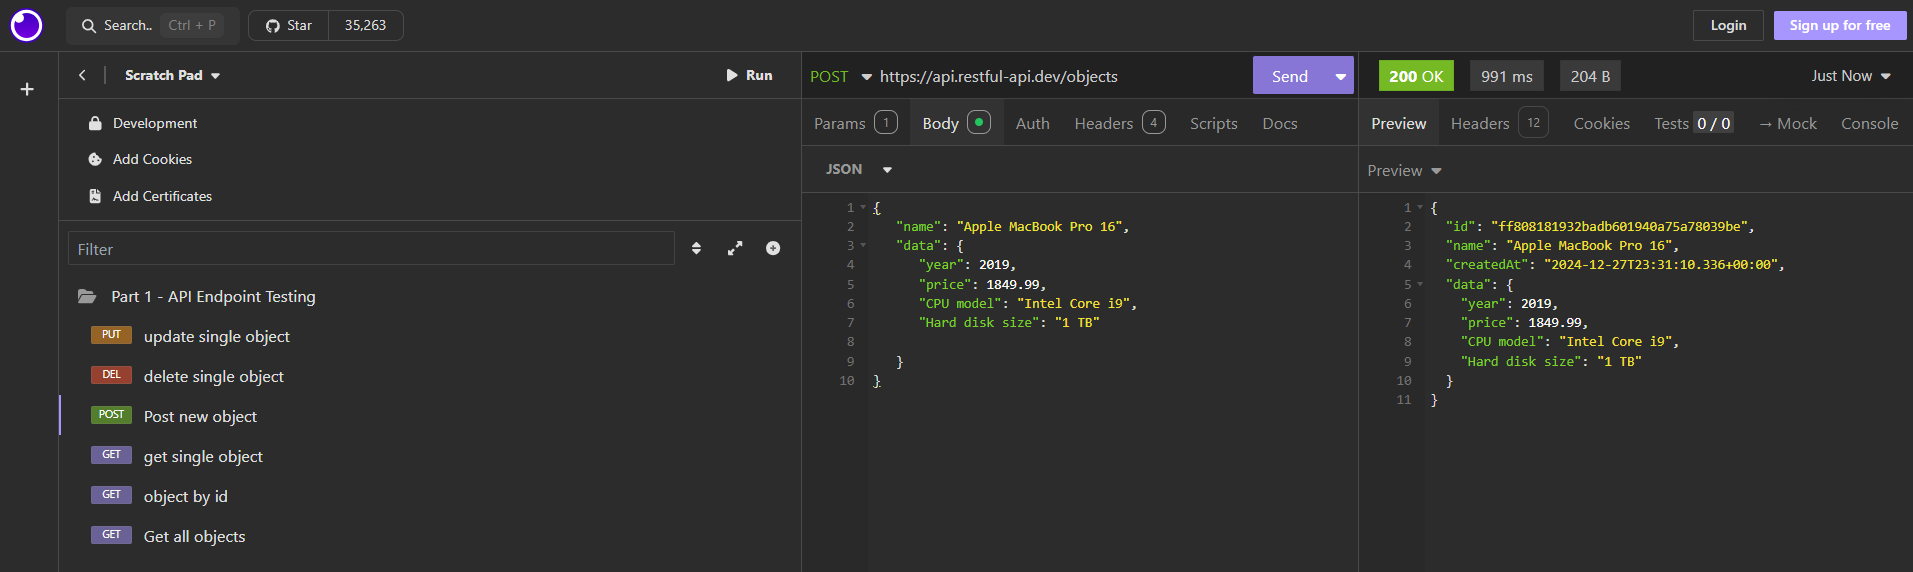 Search.. Ctrl + P Star 35,263 Login Sign up for free
Scratch Pad Run
Development
Add Cookies
Add Certificates
Filter
Part 1 - API Endpoint Testing
PUT update single object
DEL delete single object
POST Post new object
GET get single object
GET object by id
GET Get all objects
POST https://api.restful-api.dev/objects Send
Params 1 Body Auth Headers 4 Scripts Docs
JSON
1 {
2 "name": "Apple MacBook Pro 16",
3 "data": {
4 "year": 2019,
5 "price": 1849.99,
6 "CPU model": "Intel Core i9",
7 "Hard disk size": "1 TB"
8
9 }
10 }
200 OK 991 ms 204 B Just Now
Preview Headers 12 Cookies Tests 0 / 0 → Mock Console
Preview
1 {
2 "id": "ff808181932badb601940a75a78039be",
3 "name": "Apple MacBook Pro 16",
4 "createdAt": "2024-12-27T23:31:10.336+00:00",
5 "data": {
6 "year": 2019,
7 "price": 1849.99,
8 "CPU model": "Intel Core i9",
9 "Hard disk size": "1 TB"
10 }
11 }